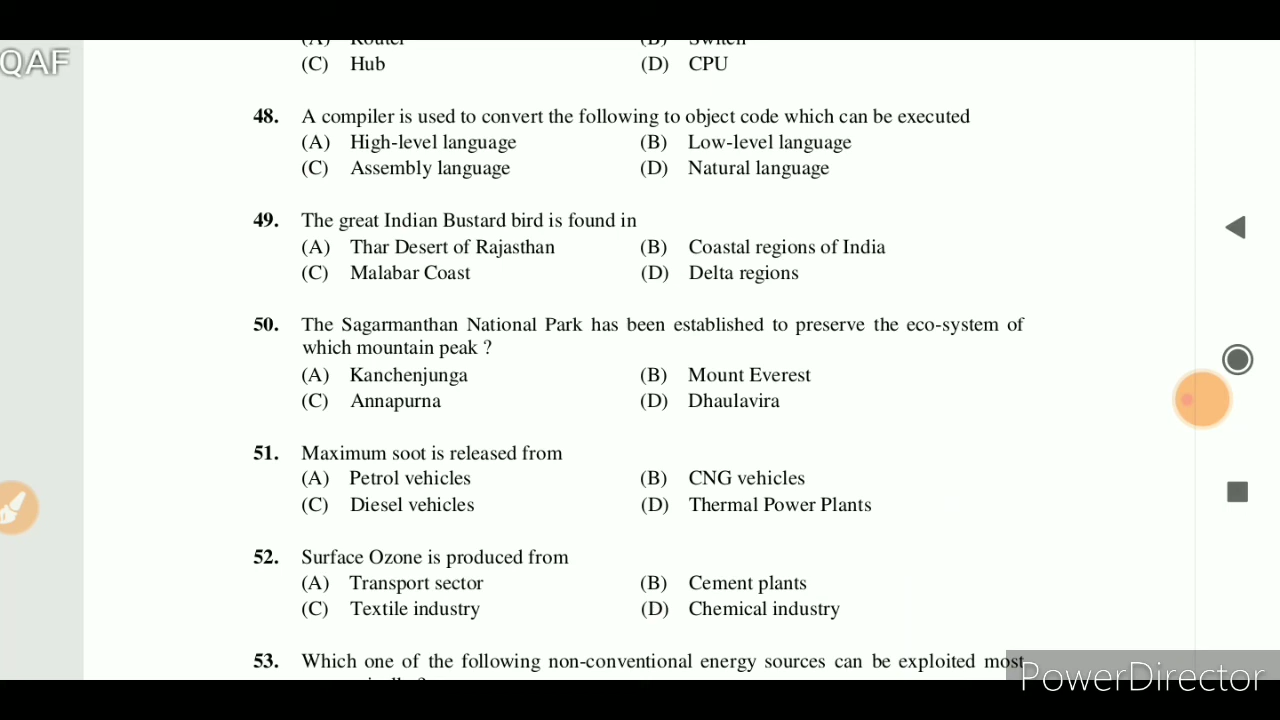 QAF
(A) Router (B) Switch
(C) Hub (D) CPU
48. A compiler is used to convert the following to object code which can be executed
(A) High-level language (B) Low-level language
(C) Assembly language (D) Natural language
49. The great Indian Bustard bird is found in
(A) Thar Desert of Rajasthan (B) Coastal regions of India
(C) Malabar Coast (D) Delta regions
50. The Sagarmanthan National Park has been established to preserve the eco-system of
which mountain peak ?
(A) Kanchenjunga (B) Mount Everest
(C) Annapurna (D) Dhaulavira
51. Maximum soot is released from
(A) Petrol vehicles (B) CNG vehicles
(C) Diesel vehicles (D) Thermal Power Plants
52. Surface Ozone is produced from
(A) Transport sector (B) Cement plants
(C) Textile industry (D) Chemical industry
53. Which one of the following non-conventional energy sources can be exploited most
PowerDirector